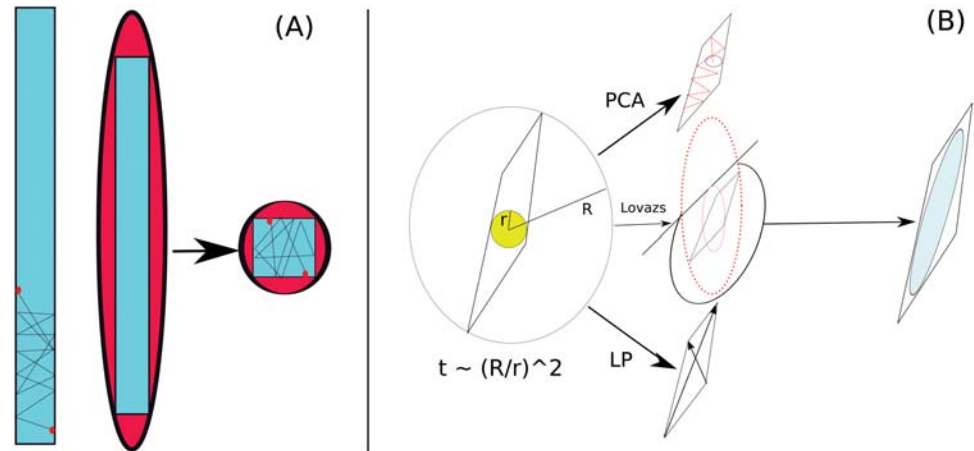 (A)
(B)
PCA
r
R
Lovazs
t ~ (R/r)^2
LP